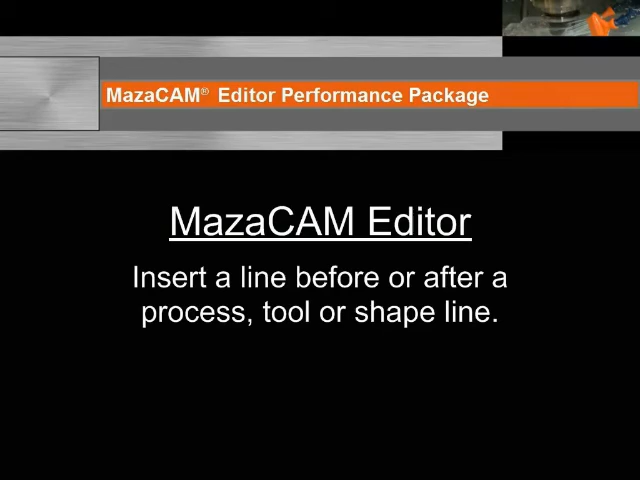 MazaCAM® Editor Performance Package
MazaCAM Editor
Insert a line before or after a
process, tool or shape line.